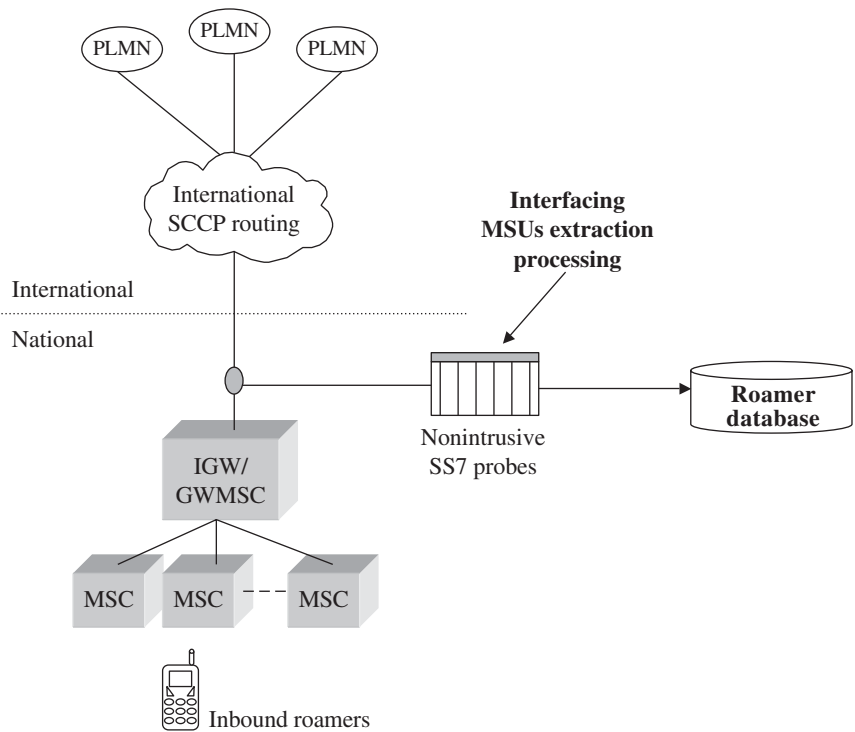 PLMN
PLMN
PLMN
International
SCCP routing
Interfacing
MSUs extraction
processing
International
National
Roamer
database
Nonintrusive
SS7 probes
IGW/
GWMSC
MSC
MSC
MSC
Inbound roamers